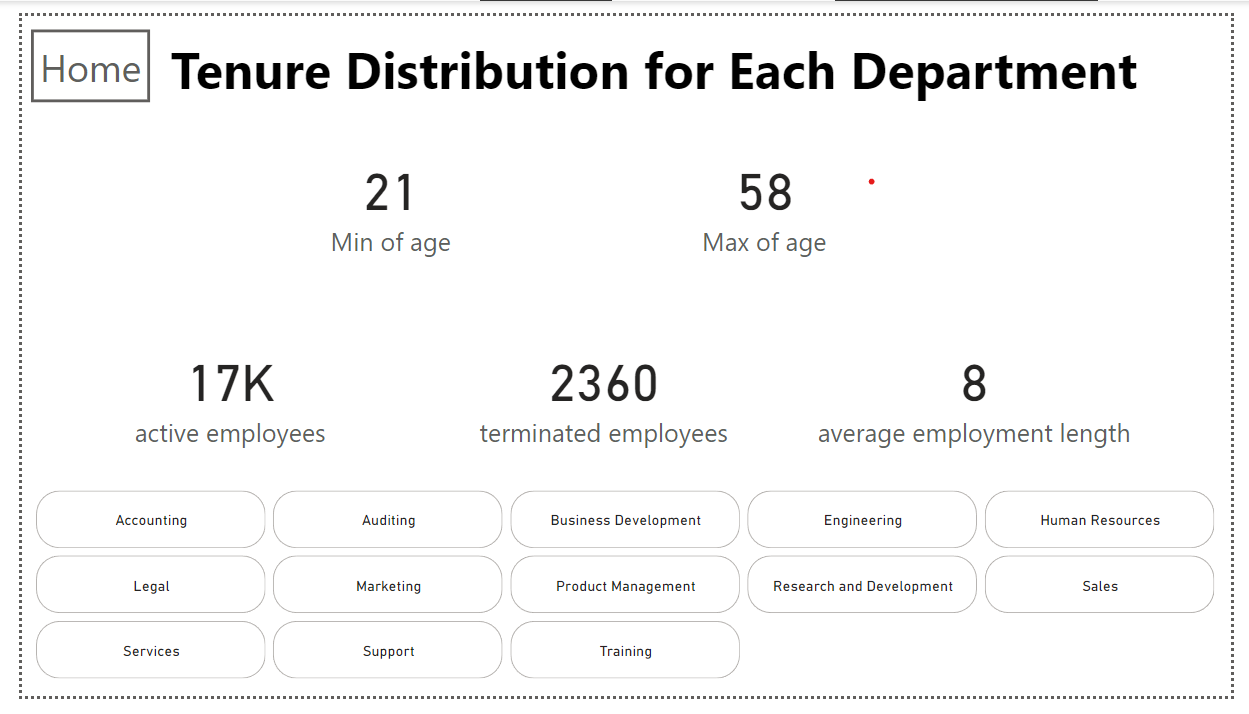 Home
Tenure Distribution for Each Department
21
Min of age
58
Max of age
17K
active employees
2360
terminated employees
8
average employment length
Accounting
Auditing
Business Development
Engineering
Human Resources
Legal
Marketing
Product Management
Research and Development
Sales
Services
Support
Training